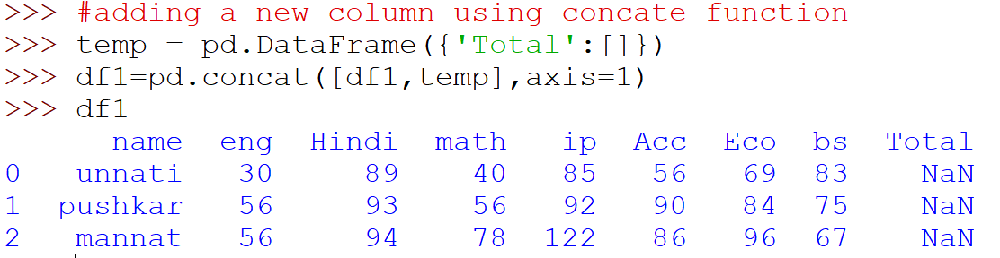 >>> #adding a new column using concate function
>>> temp = pd.DataFrame({'Total':[]})
>>> df1=pd.concat([df1,temp],axis=1)
>>> df1
      name  eng  Hindi  math   ip  Acc  Eco  bs  Total
0   unnati   30     89    40   85   56   69  83    NaN
1  pushkar   56     93    56   92   90   84  75    NaN
2   mannat   56     94    78  122   86   96  67    NaN